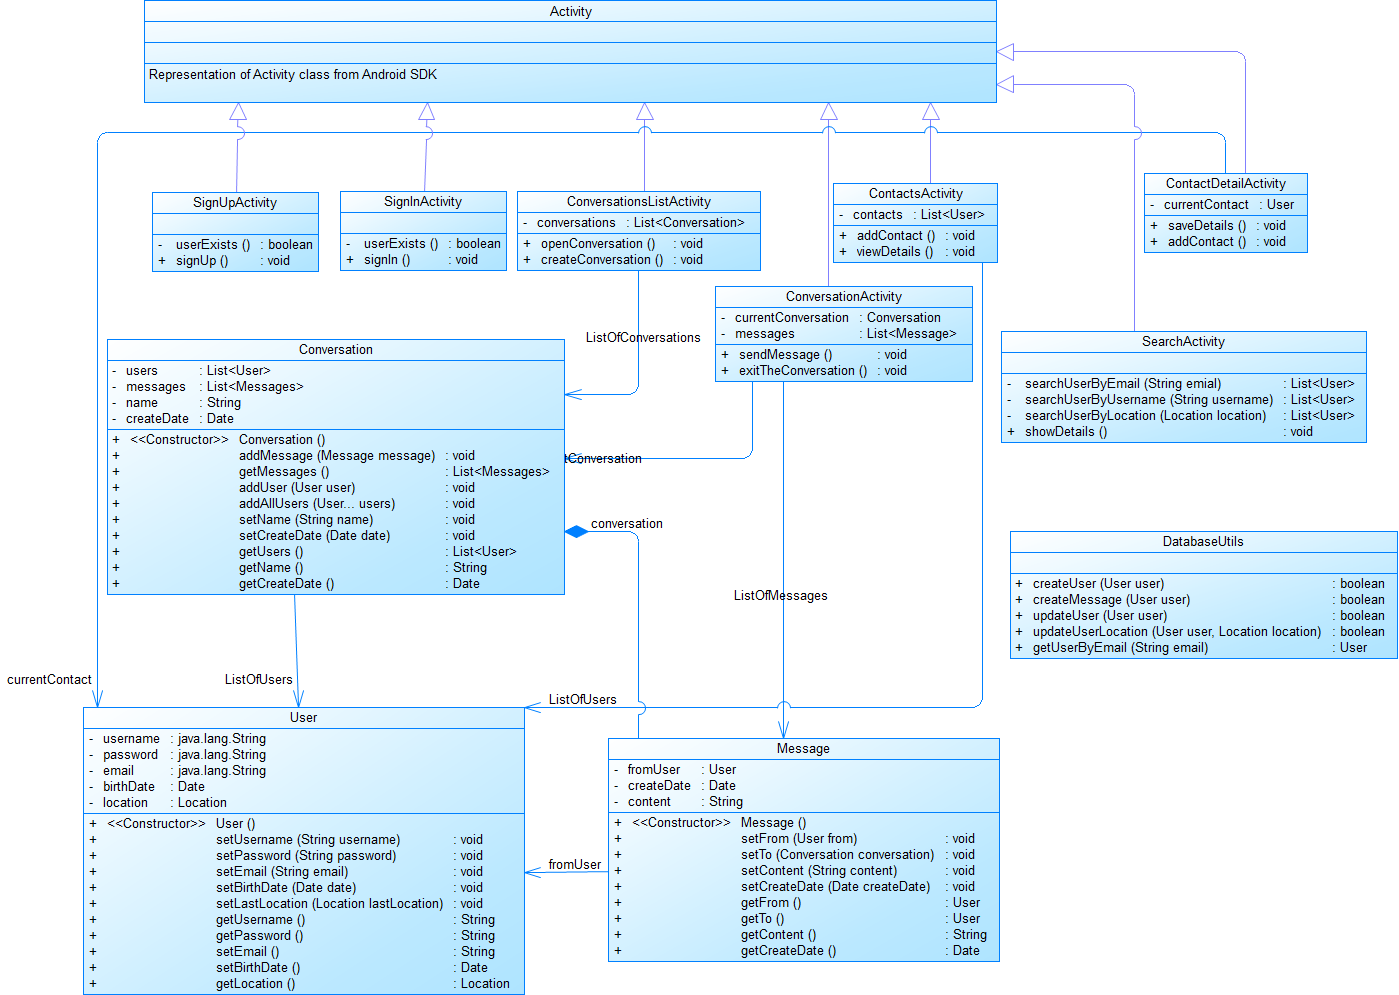 Activity
Representation of Activity class from Android SDK
SignUpActivity
- userExists () : boolean
+ signUp () : void
SignInActivity
- userExists () : boolean
+ signIn () : void
ConversationsListActivity
- conversations : List<Conversation>
+ openConversation () : void
+ createConversation () : void
ContactsActivity
- contacts : List<User>
+ addContact () : void
+ viewDetails () : void
ContactDetailActivity
- currentContact : User
+ saveDetails () : void
+ addContact () : void
ConversationActivity
- currentConversation : Conversation
- messages : List<Message>
+ sendMessage () : void
+ exitTheConversation () : void
ListOfConversations
SearchActivity
- searchUserByEmail (String emial) : List<User>
- searchUserByUsername (String username) : List<User>
- searchUserByLocation (Location location) : List<User>
+ showDetails () : void
Conversation
- users : List<User>
- messages : List<Messages>
- name : String
- createDate : Date
+ <<Constructor>> Conversation ()
+ addMessage (Message message) : void
+ getMessages () : List<Messages>
+ addUser (User user) : void
+ addAllUsers (User... users) : void
+ setName (String name) : void
+ setCreateDate (Date date) : void
+ getUsers () : List<User>
+ getName () : String
+ getCreateDate () : Date
tConversation
conversation
DatabaseUtils
+ createUser (User user) : boolean
+ createMessage (User user) : boolean
+ updateUser (User user) : boolean
+ updateUserLocation (User user, Location location) : boolean
+ getUserByEmail (String email) : User
ListOfMessages
currentContact
ListOfUsers
ListOfUsers
User
- username : java.lang.String
- password : java.lang.String
- email : java.lang.String
- birthDate : Date
- location : Location
+ <<Constructor>> User ()
+ setUsername (String username) : void
+ setPassword (String password) : void
+ setEmail (String email) : void
+ setBirthDate (Date date) : void
+ setLastLocation (Location lastLocation) : void
+ getUsername () : String
+ getPassword () : String
+ setEmail () : String
+ setBirthDate () : Date
+ getLocation () : Location
fromUser
Message
- fromUser : User
- createDate : Date
- content : String
+ <<Constructor>> Message ()
+ setFrom (User from) : void
+ setTo (Conversation conversation) : void
+ setContent (String content) : void
+ setCreateDate (Date createDate) : void
+ getFrom () : User
+ getTo () : User
+ getContent () : String
+ getCreateDate () : Date